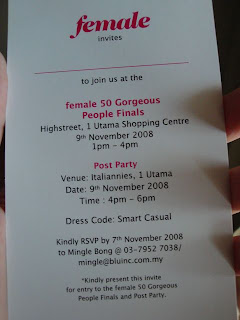 female
invites
to join us at the
female 50 Gorgeous
People Finals
Highstreet, 1 Utama Shopping Centre
9th November 2008
1pm - 4pm
Post Party
Venue: Italiannies, 1 Utama
Date: 9th November 2008
Time : 4pm - 6pm
Dress Code: Smart Casual
Kindly RSVP by 7th November 2008
to Mingle Bong @ 03-7952 7038/
mingle@bluinc.com.my
*Kindly present this invite
for entry to the female 50 Gorgeous
People Finals and Post Party.